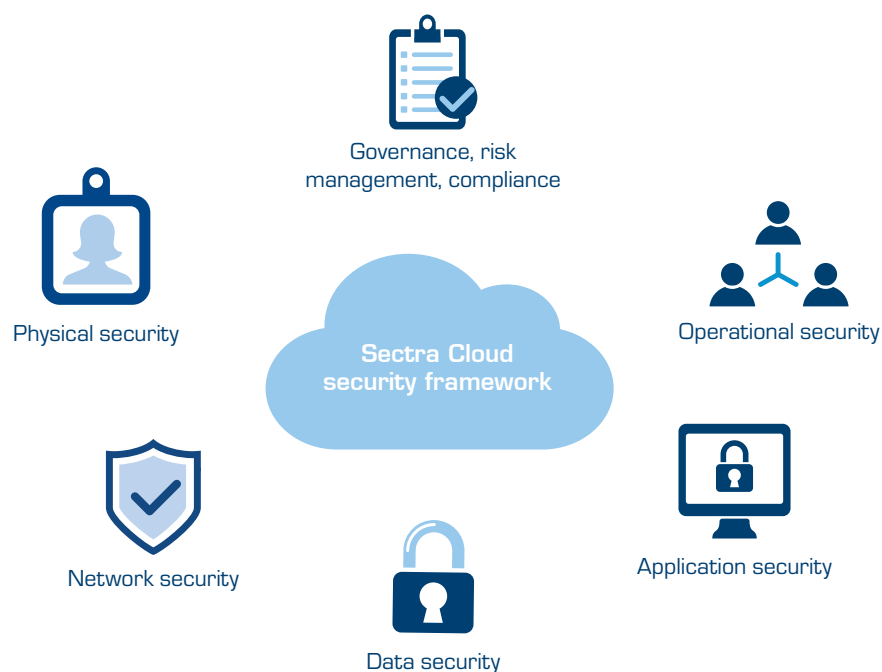 Governance, risk
management, compliance
Physical security
Operational security
Sectra Cloud
security framework
Network security
Application security
Data security